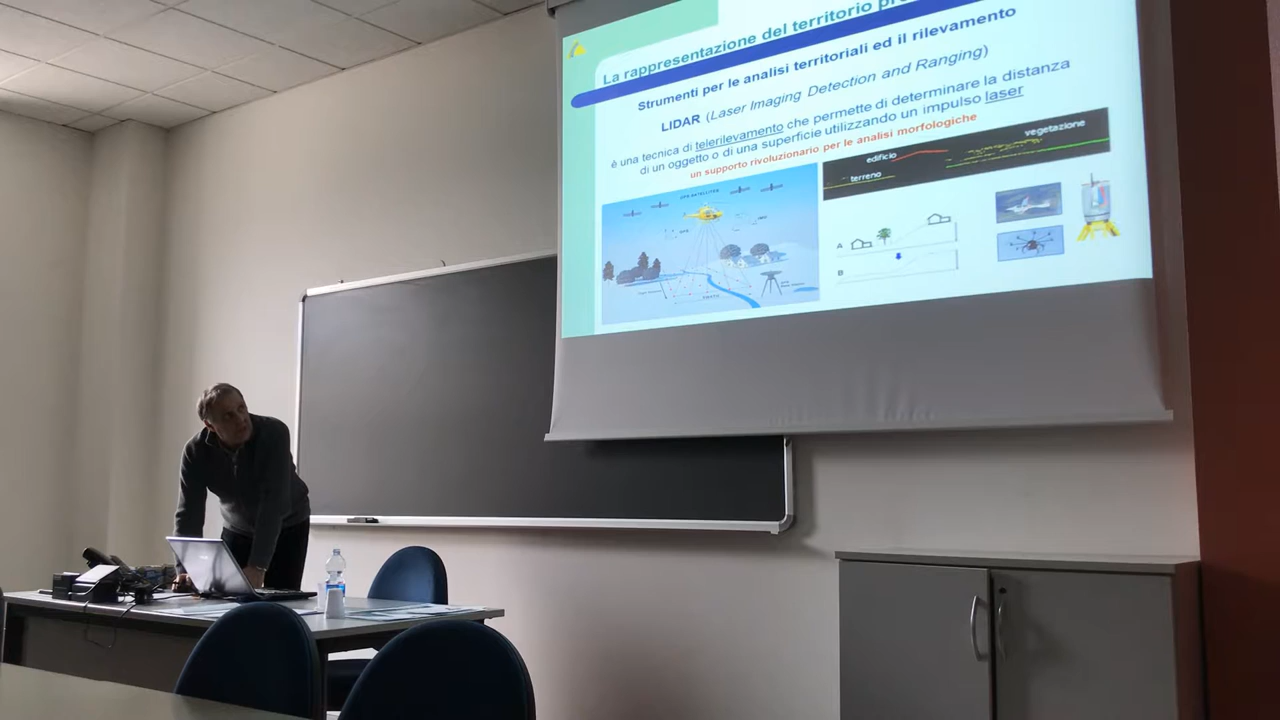 La rappresentazione del territorio
Strumenti per le analisi territoriali ed il rilevamento
LIDAR (Laser Imaging Detection and Ranging)
è una tecnica di telerilevamento che permette di determinare la distanza
di un oggetto o di una superficie utilizzando un impulso laser
un supporto rivoluzionario per le analisi morfologiche
edificio
vegetazione
terreno
GPS SATELLITES
A
B